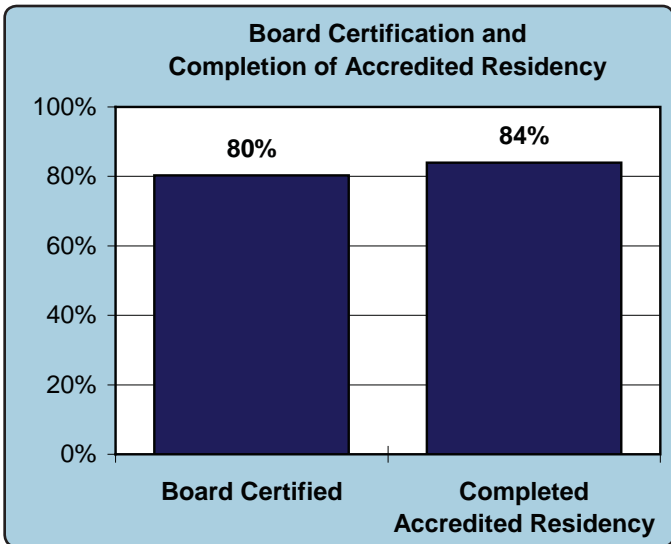 Board Certification and
Completion of Accredited Residency
100%
80%
60%
40%
20%
0%
80%
84%
Board Certified
Completed
Accredited Residency